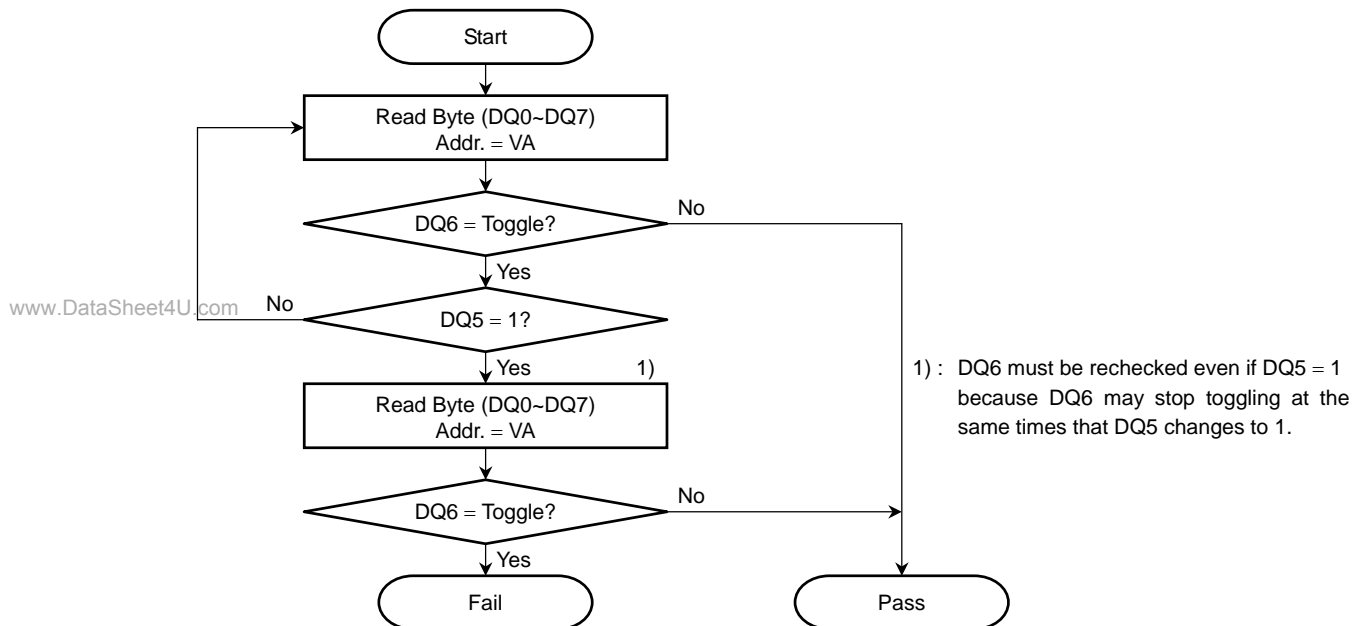 Start
Read Byte (DQ0~DQ7)
Addr. = VA
DQ6 = Toggle?
No
Yes
www.DataSheet4U.com
No
DQ5 = 1?
Yes
1)
Read Byte (DQ0~DQ7)
Addr. = VA
1) : DQ6 must be rechecked even if DQ5 = 1
because DQ6 may stop toggling at the
same times that DQ5 changes to 1.
DQ6 = Toggle?
No
Yes
Fail
Pass